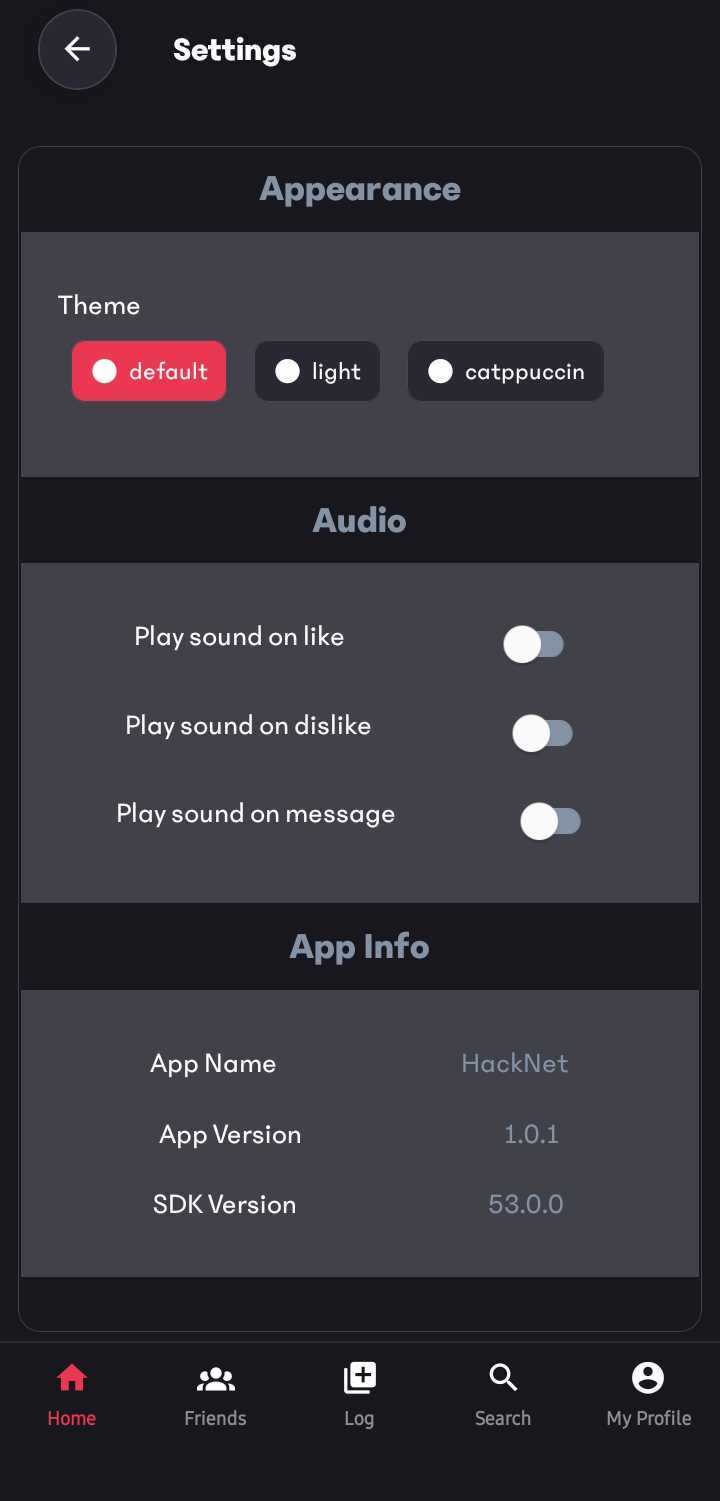 Settings
Appearance
Theme
default light catppuccin
Audio
Play sound on like
Play sound on dislike
Play sound on message
App Info
App Name HackNet
App Version 1.0.1
SDK Version 53.0.0
Home Friends Log Search My Profile